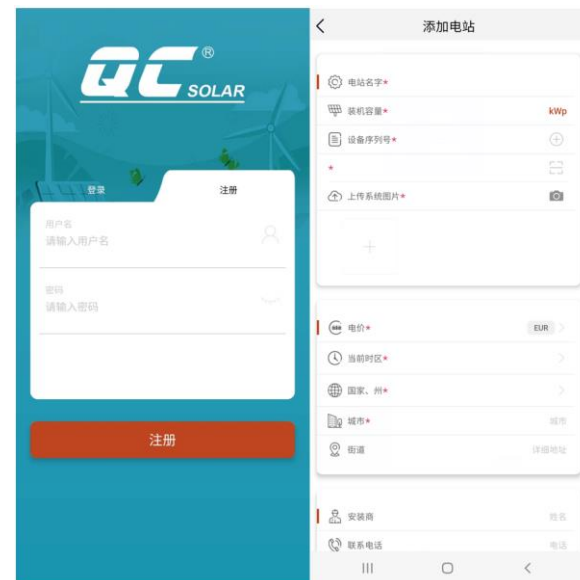 QC®
SOLAR
登录
注册
用户名
请输入用户名
密码
请输入密码
注册
添加电站
电站名字*
装机容量* kWp
设备序列号*
*
上传系统图片*
电价* EUR
当前时区*
国家、州*
城市* 城市
街道 详细地址
安装商 姓名
联系电话 电话